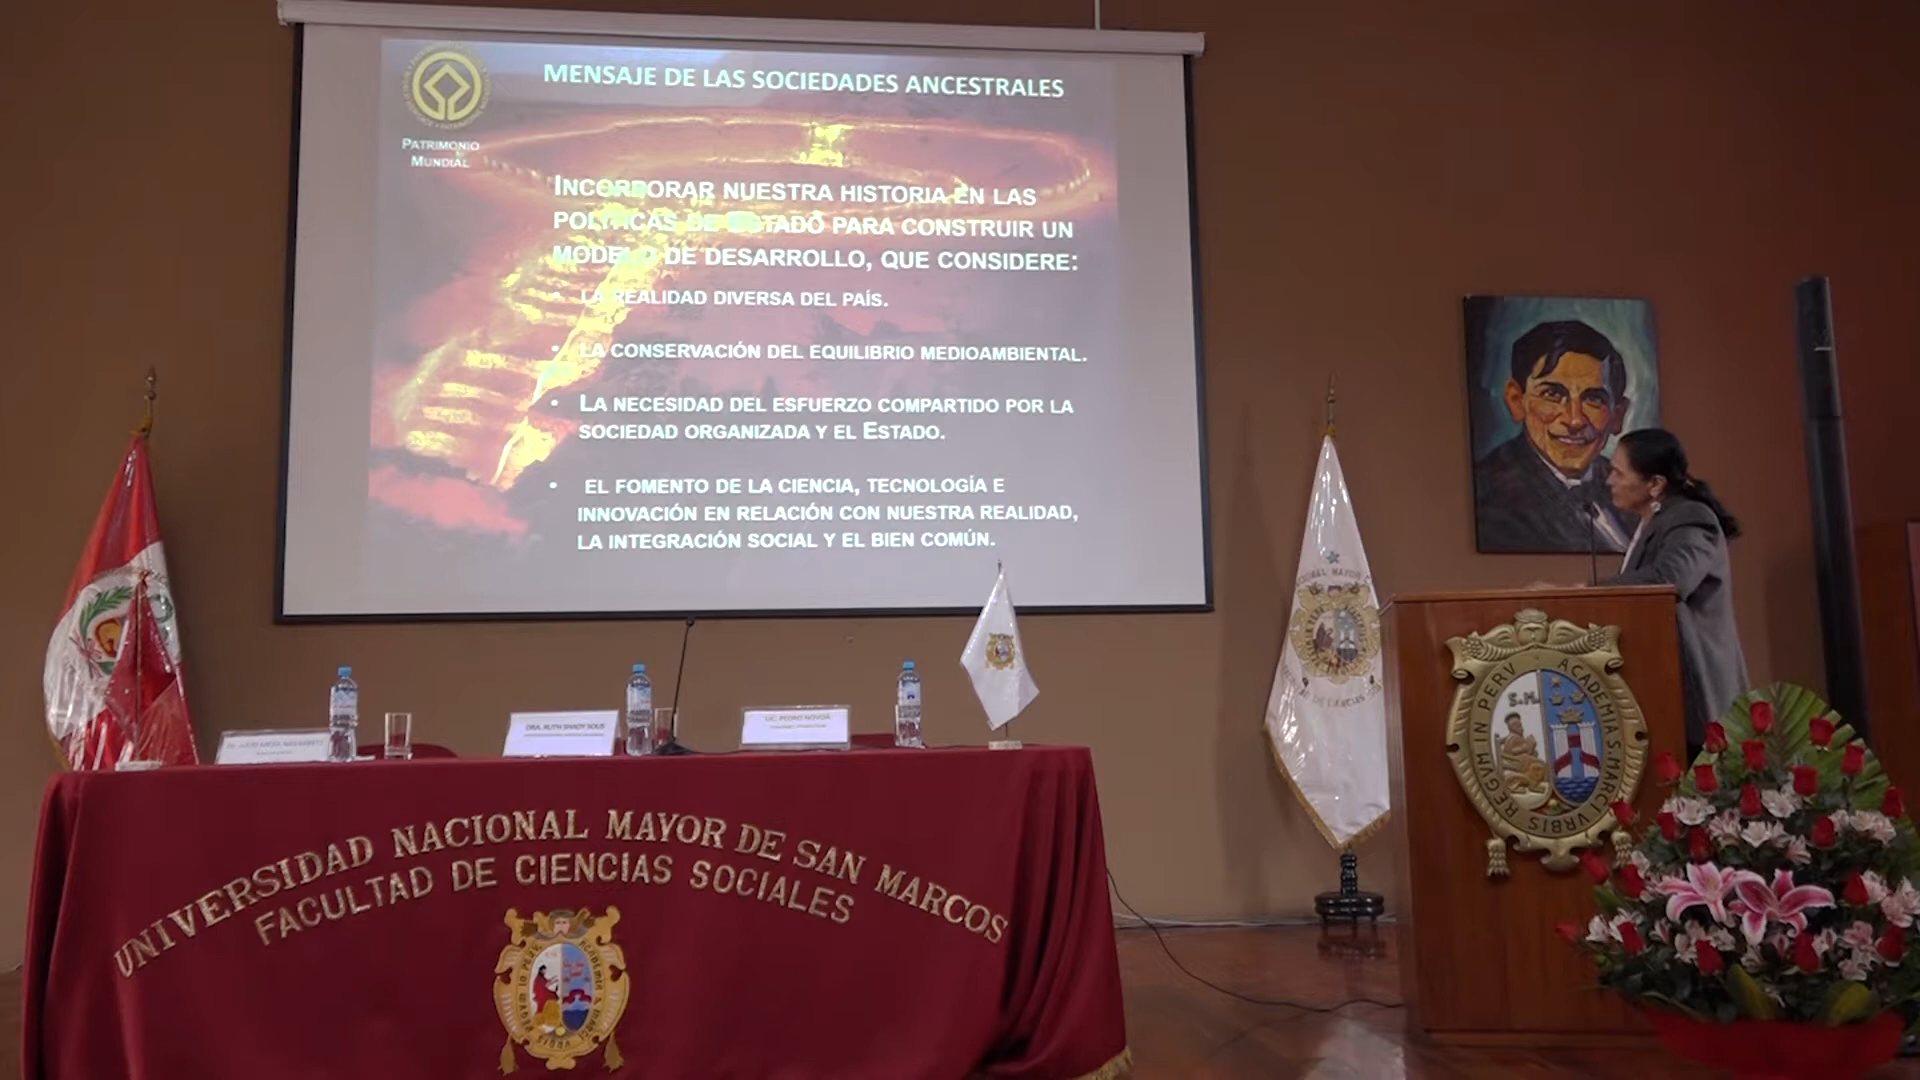 MENSAJE DE LAS SOCIEDADES ANCESTRALES
PATRIMONIO
MUNDIAL
INCORPORAR NUESTRA HISTORIA EN LAS
POLÍTICAS DE ESTADO PARA CONSTRUIR UN
MODELO DE DESARROLLO, QUE CONSIDERE:
• LA REALIDAD DIVERSA DEL PAÍS.
• LA CONSERVACIÓN DEL EQUILIBRIO MEDIOAMBIENTAL.
• LA NECESIDAD DEL ESFUERZO COMPARTIDO POR LA
SOCIEDAD ORGANIZADA Y EL ESTADO.
• EL FOMENTO DE LA CIENCIA, TECNOLOGÍA E
INNOVACIÓN EN RELACIÓN CON NUESTRA REALIDAD,
LA INTEGRACIÓN SOCIAL Y EL BIEN COMÚN.
DRA. RUTH SHADY SOLIS
LIC. PEDRO NOVOA
UNIVERSIDAD NACIONAL MAYOR DE SAN MARCOS
FACULTAD DE CIENCIAS SOCIALES
ACADEMIA S. MARCI VRBIS REGVM IN PERV
S.M.